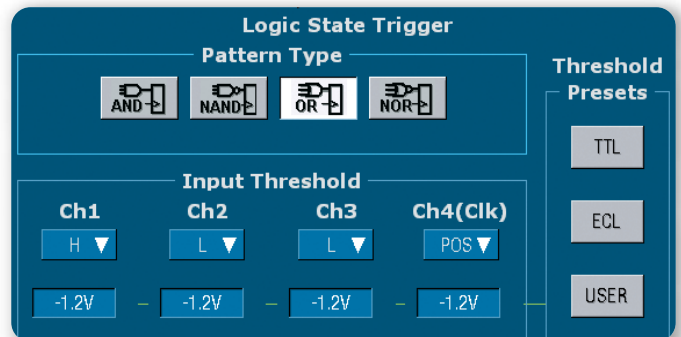 Logic State Trigger
Pattern Type
AND NAND OR NOR
Threshold
Presets
TTL
ECL
USER
Input Threshold
Ch1 Ch2 Ch3 Ch4(Clk)
H L L POS
-1.2V -1.2V -1.2V -1.2V